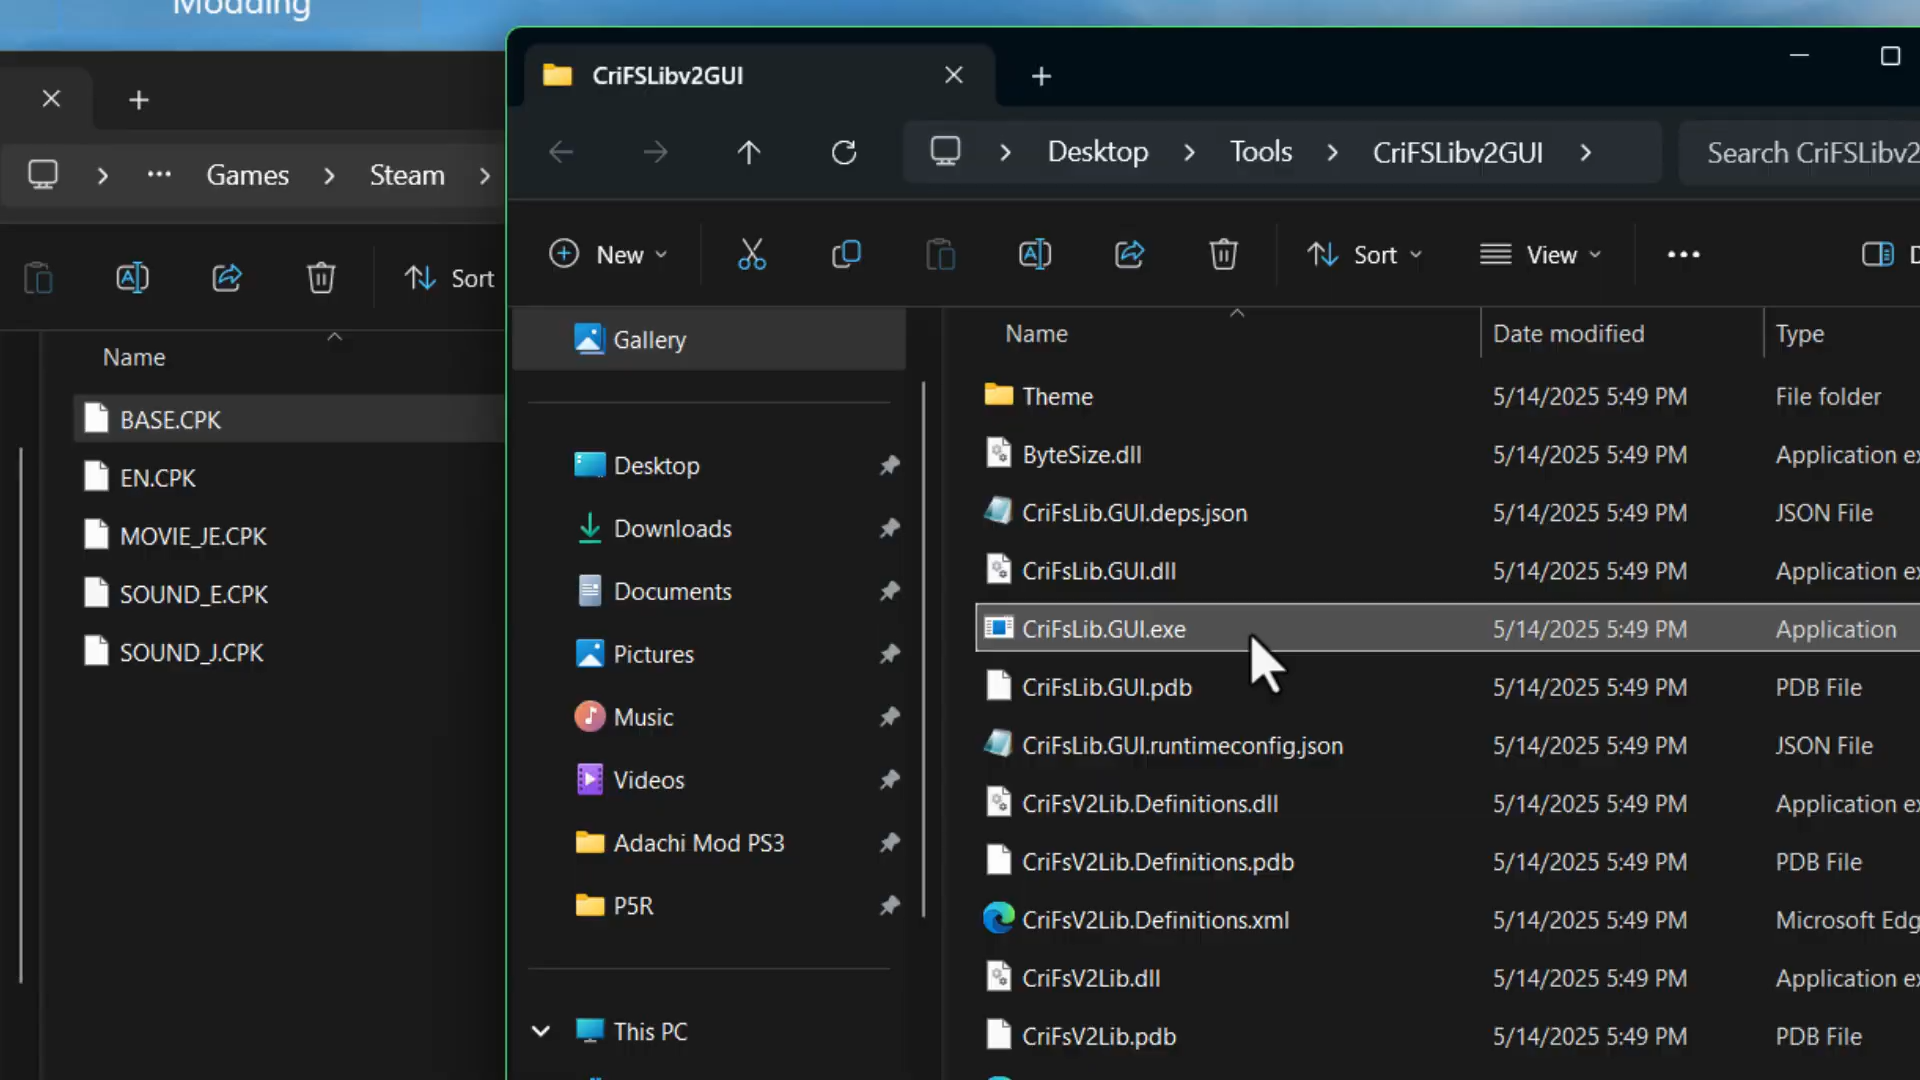 Modding
Games
Steam
Sort
Name
BASE.CPK
EN.CPK
MOVIE_JE.CPK
SOUND_E.CPK
SOUND_J.CPK
CriFSLibv2GUI
Desktop
Tools
CriFSLibv2GUI
Search CriFSLibv2
New
Sort
View
D
Gallery
Desktop
Downloads
Documents
Pictures
Music
Videos
Adachi Mod PS3
P5R
This PC
Name Date modified Type
Theme 5/14/2025 5:49 PM File folder
ByteSize.dll 5/14/2025 5:49 PM Application ex
CriFsLib.GUI.deps.json 5/14/2025 5:49 PM JSON File
CriFsLib.GUI.dll 5/14/2025 5:49 PM Application ex
CriFsLib.GUI.exe 5/14/2025 5:49 PM Application
CriFsLib.GUI.pdb 5/14/2025 5:49 PM PDB File
CriFsLib.GUI.runtimeconfig.json 5/14/2025 5:49 PM JSON File
CriFsV2Lib.Definitions.dll 5/14/2025 5:49 PM Application ex
CriFsV2Lib.Definitions.pdb 5/14/2025 5:49 PM PDB File
CriFsV2Lib.Definitions.xml 5/14/2025 5:49 PM Microsoft Edg
CriFsV2Lib.dll 5/14/2025 5:49 PM Application ex
CriFsV2Lib.pdb 5/14/2025 5:49 PM PDB File